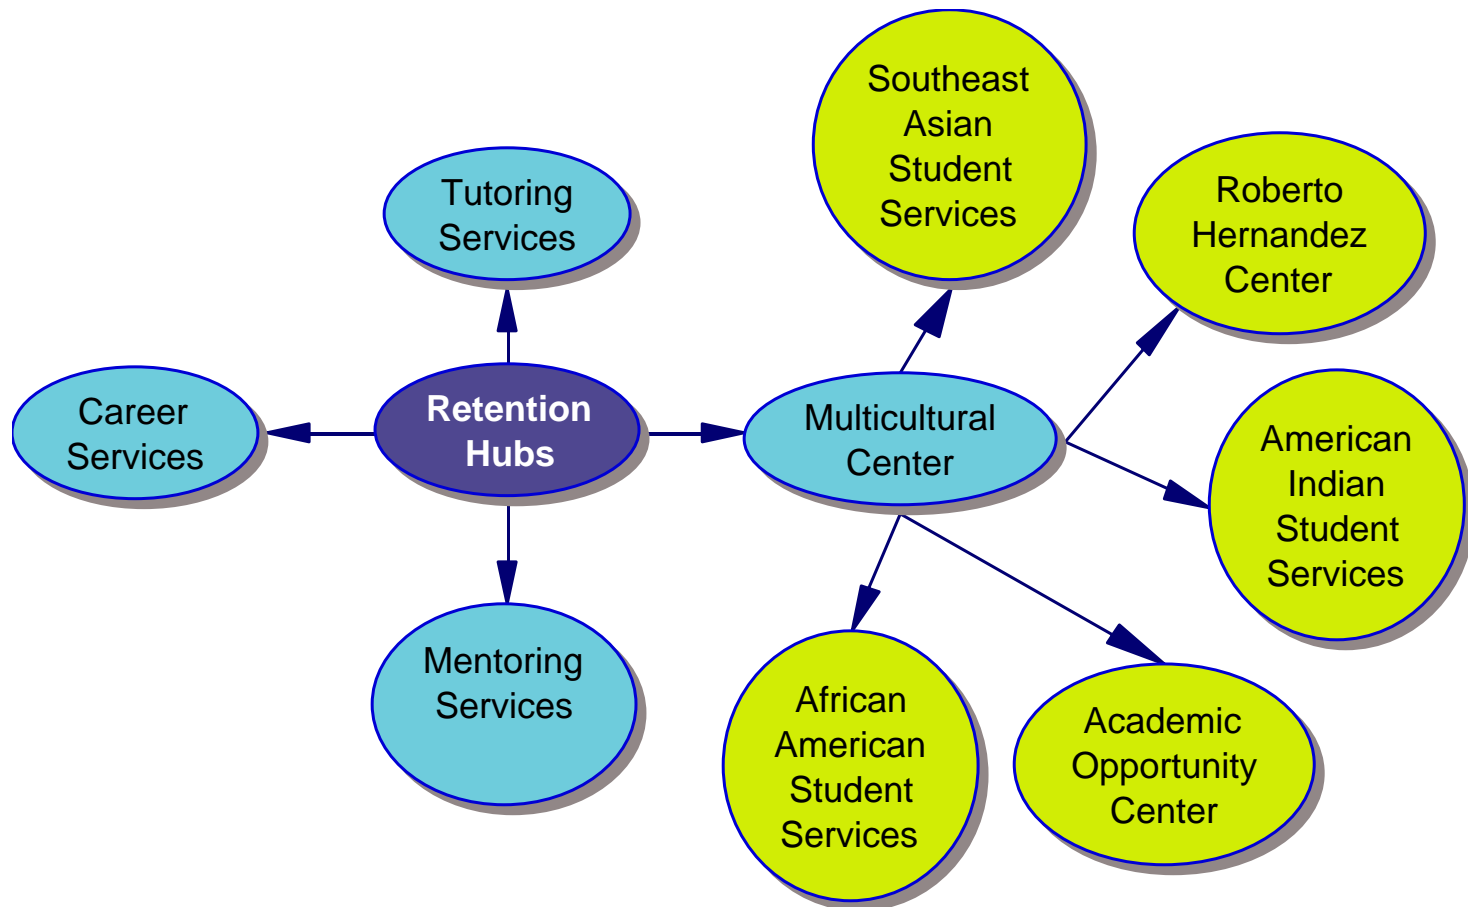 Southeast
Asian
Student
Services
Tutoring
Services
Roberto
Hernandez
Center
Career
Services
Retention
Hubs
Multicultural
Center
American
Indian
Student
Services
Mentoring
Services
African
American
Student
Services
Academic
Opportunity
Center